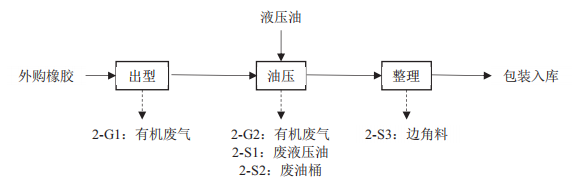 液压油
外购橡胶
出型
油压
整理
包装入库
2-G1：有机废气
2-G2：有机废气
2-S3：边角料
2-S1：废液压油
2-S2：废油桶